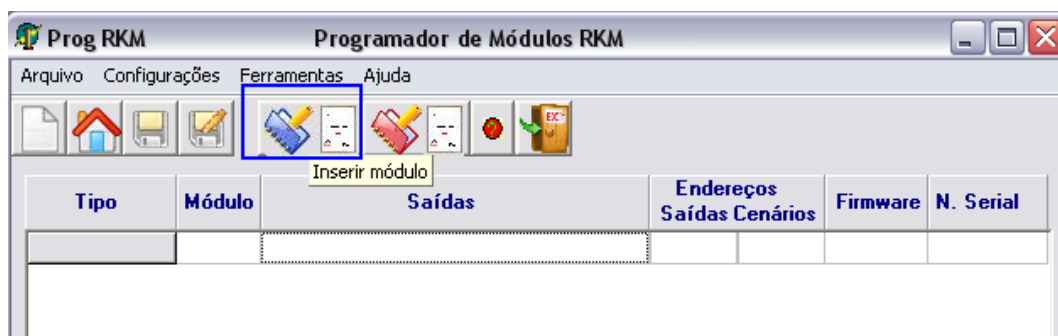 Prog RKM Programador de Módulos RKM
Arquivo Configurações Ferramentas Ajuda
EXIT
Inserir módulo
Tipo Módulo Saídas Endereços Saídas Cenários Firmware N. Serial